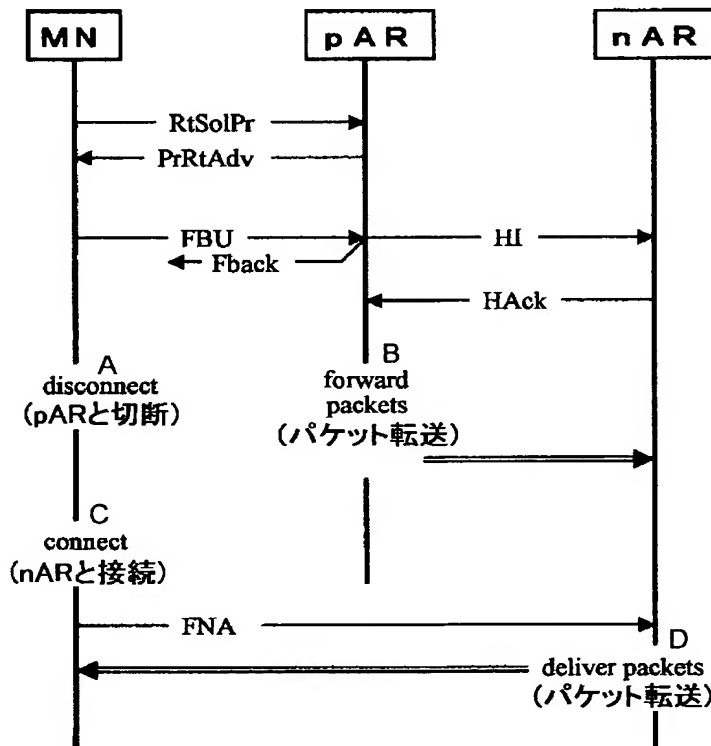 MN
pAR
nAR
RtSolPr
PrRtAdv
FBU
HI
Fback
HAck
A
disconnect
(pARと切断)
B
forward
packets
(パケット転送)
C
connect
(nARと接続)
FNA
D
deliver packets
(パケット転送)